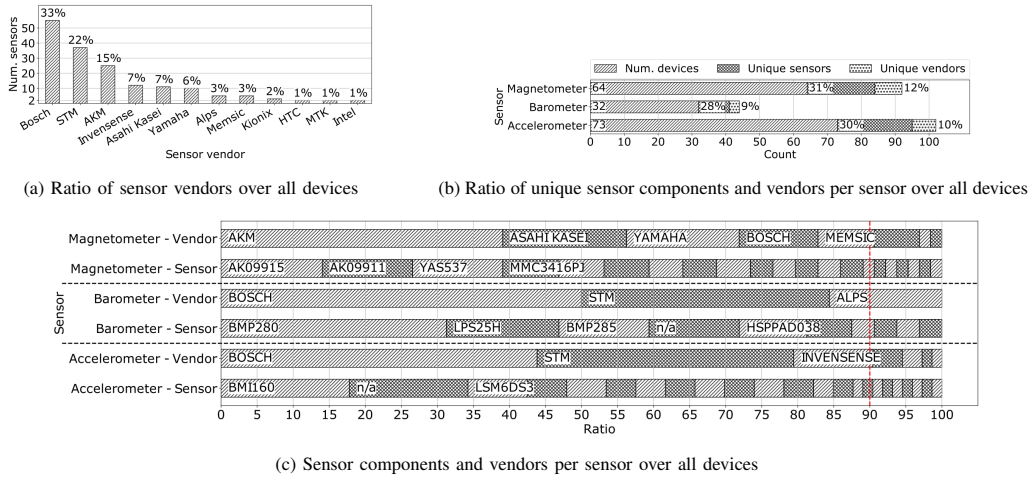 Num. sensors
50
40
30
20
10
2
33%
22%
15%
7%
7%
6%
3%
3%
2%
1%
1%
1%
Bosch
STM
AKM
Invensense
Asahi Kasei
Yamaha
Alps
Memsic
Kionix
HTC
MTK
Intel
Sensor vendor
(a) Ratio of sensor vendors over all devices
Num. devices Unique sensors Unique vendors
Sensor
Magnetometer 64 31% 12%
Barometer 32 28% 9%
Accelerometer 73 30% 10%
0 10 20 30 40 50 60 70 80 90 100
Count
(b) Ratio of unique sensor components and vendors per sensor over all devices
Sensor
Magnetometer - Vendor AKM ASAHI KASEI YAMAHA BOSCH MEMSIC
Magnetometer - Sensor AK09915 AK09911 YAS537 MMC3416PJ
Barometer - Vendor BOSCH STM ALPS
Barometer - Sensor BMP280 LPS25H BMP285 n/a HSPPAD038
Accelerometer - Vendor BOSCH STM INVENSENSE
Accelerometer - Sensor BMI160 n/a LSM6DS3
0 5 10 15 20 25 30 35 40 45 50 55 60 65 70 75 80 85 90 95 100
Ratio
(c) Sensor components and vendors per sensor over all devices